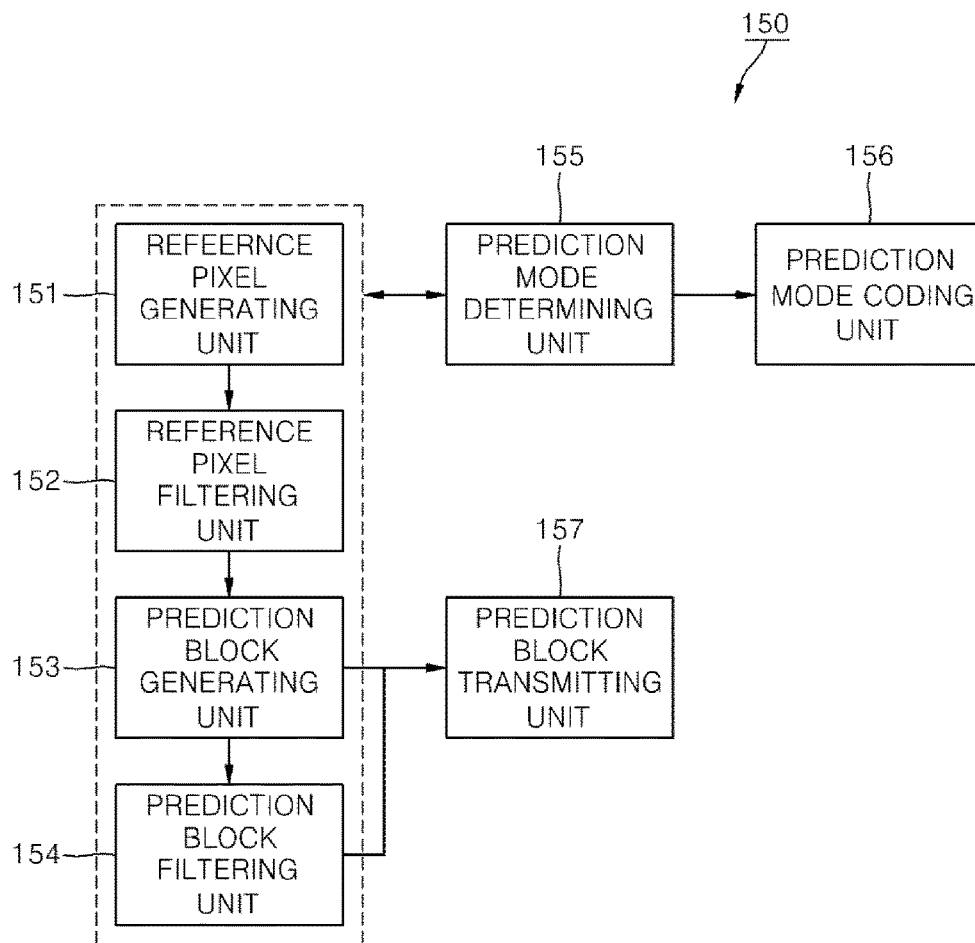 150
155
156
151
REFEERNCE
PIXEL
GENERATING
UNIT
PREDICTION
MODE
DETERMINING
UNIT
PREDICTION
MODE CODING
UNIT
152
REFERENCE
PIXEL
FILTERING
UNIT
157
153
PREDICTION
BLOCK
GENERATING
UNIT
PREDICTION
BLOCK
TRANSMITTING
UNIT
154
PREDICTION
BLOCK
FILTERING
UNIT